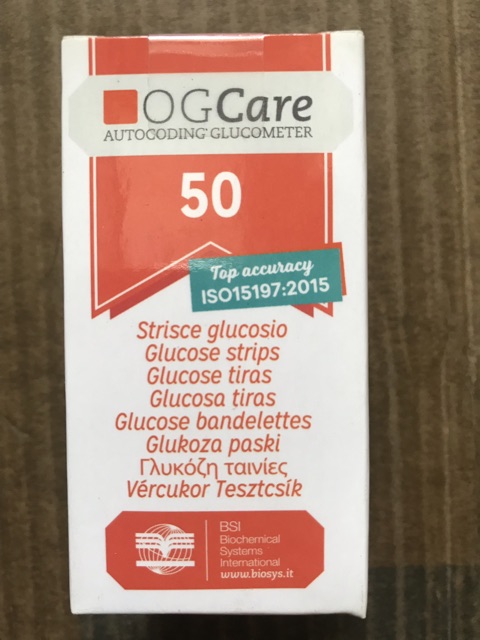 OGCare
AUTOCODING GLUCOMETER
50
Top accuracy
ISO15197:2015
Strisce glucosio
Glucose strips
Glucose tiras
Glucosa tiras
Glucose bandelettes
Glukoza paski
Γλυκόζη ταινίες
Vércukor Tesztcsík
BSI
Biochemical
Systems
International
www.biosys.it